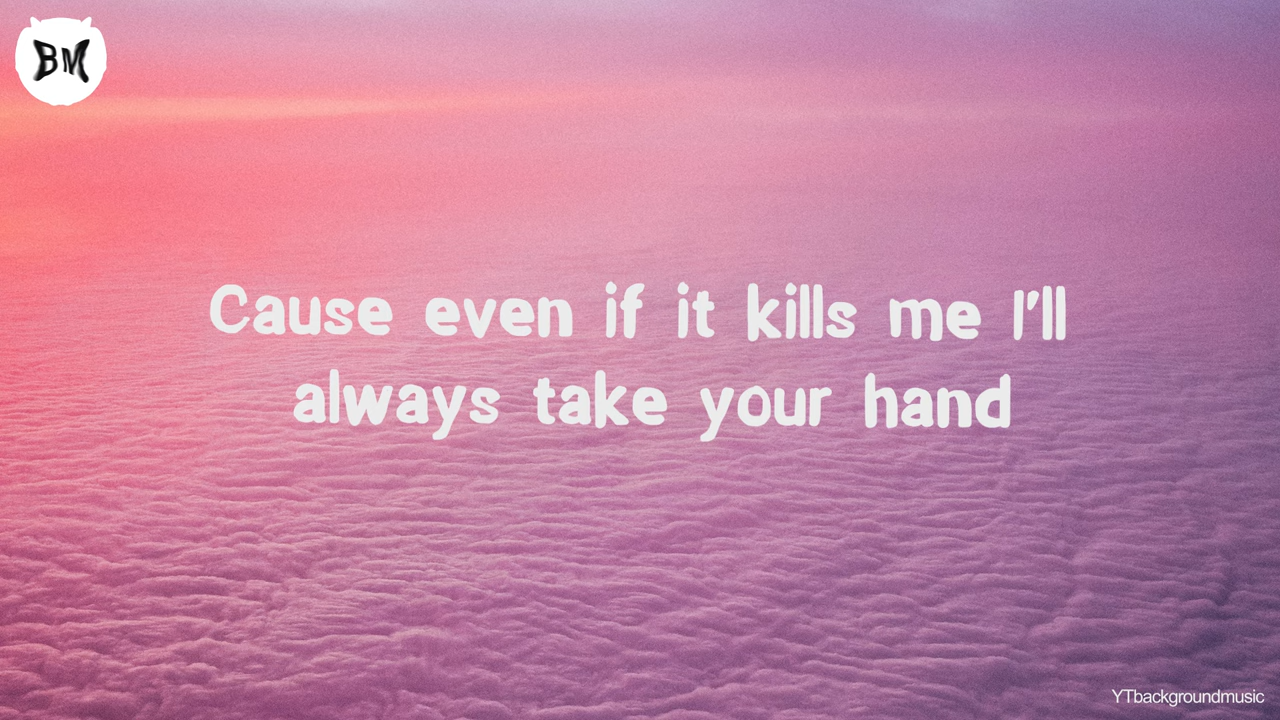 BM
Cause even if it kills me I'll
always take your hand
YTbackgroundmusic